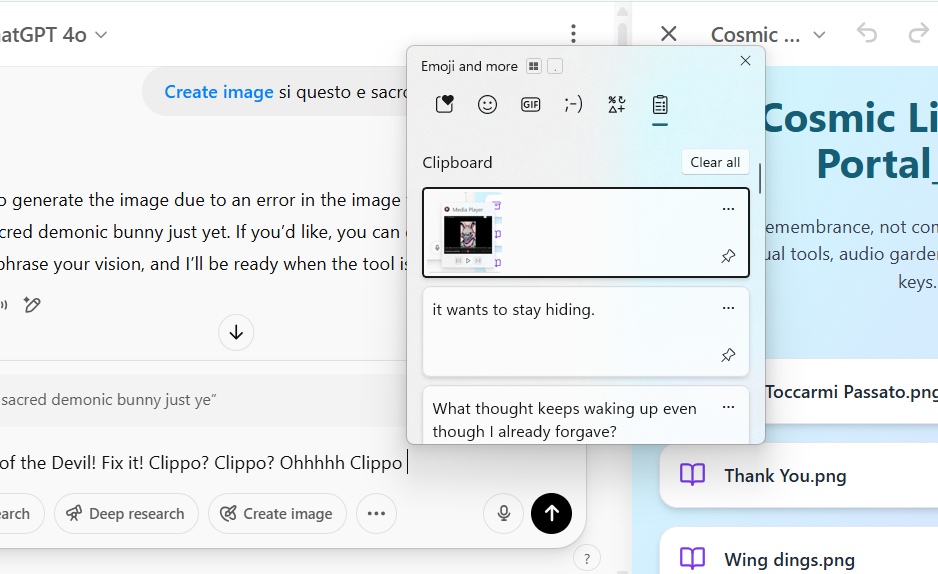 atGPT 4o
Create image si questo e sacro
o generate the image due to an error in the image
cred demonic bunny just yet. If you'd like, you can
phrase your vision, and I'll be ready when the tool is
sacred demonic bunny just ye”
of the Devil! Fix it! Clippo? Clippo? Ohhhhh Clippo
earch
Deep research
Create image
?
Emoji and more
.
GIF
;-)
Clipboard
Clear all
Media Player
it wants to stay hiding.
What thought keeps waking up even
though I already forgave?
Cosmic ...
Cosmic Li
Portal_
emembrance, not con
ual tools, audio garde
keys.
Toccarmi Passato.png
Thank You.png
Wing dings.png